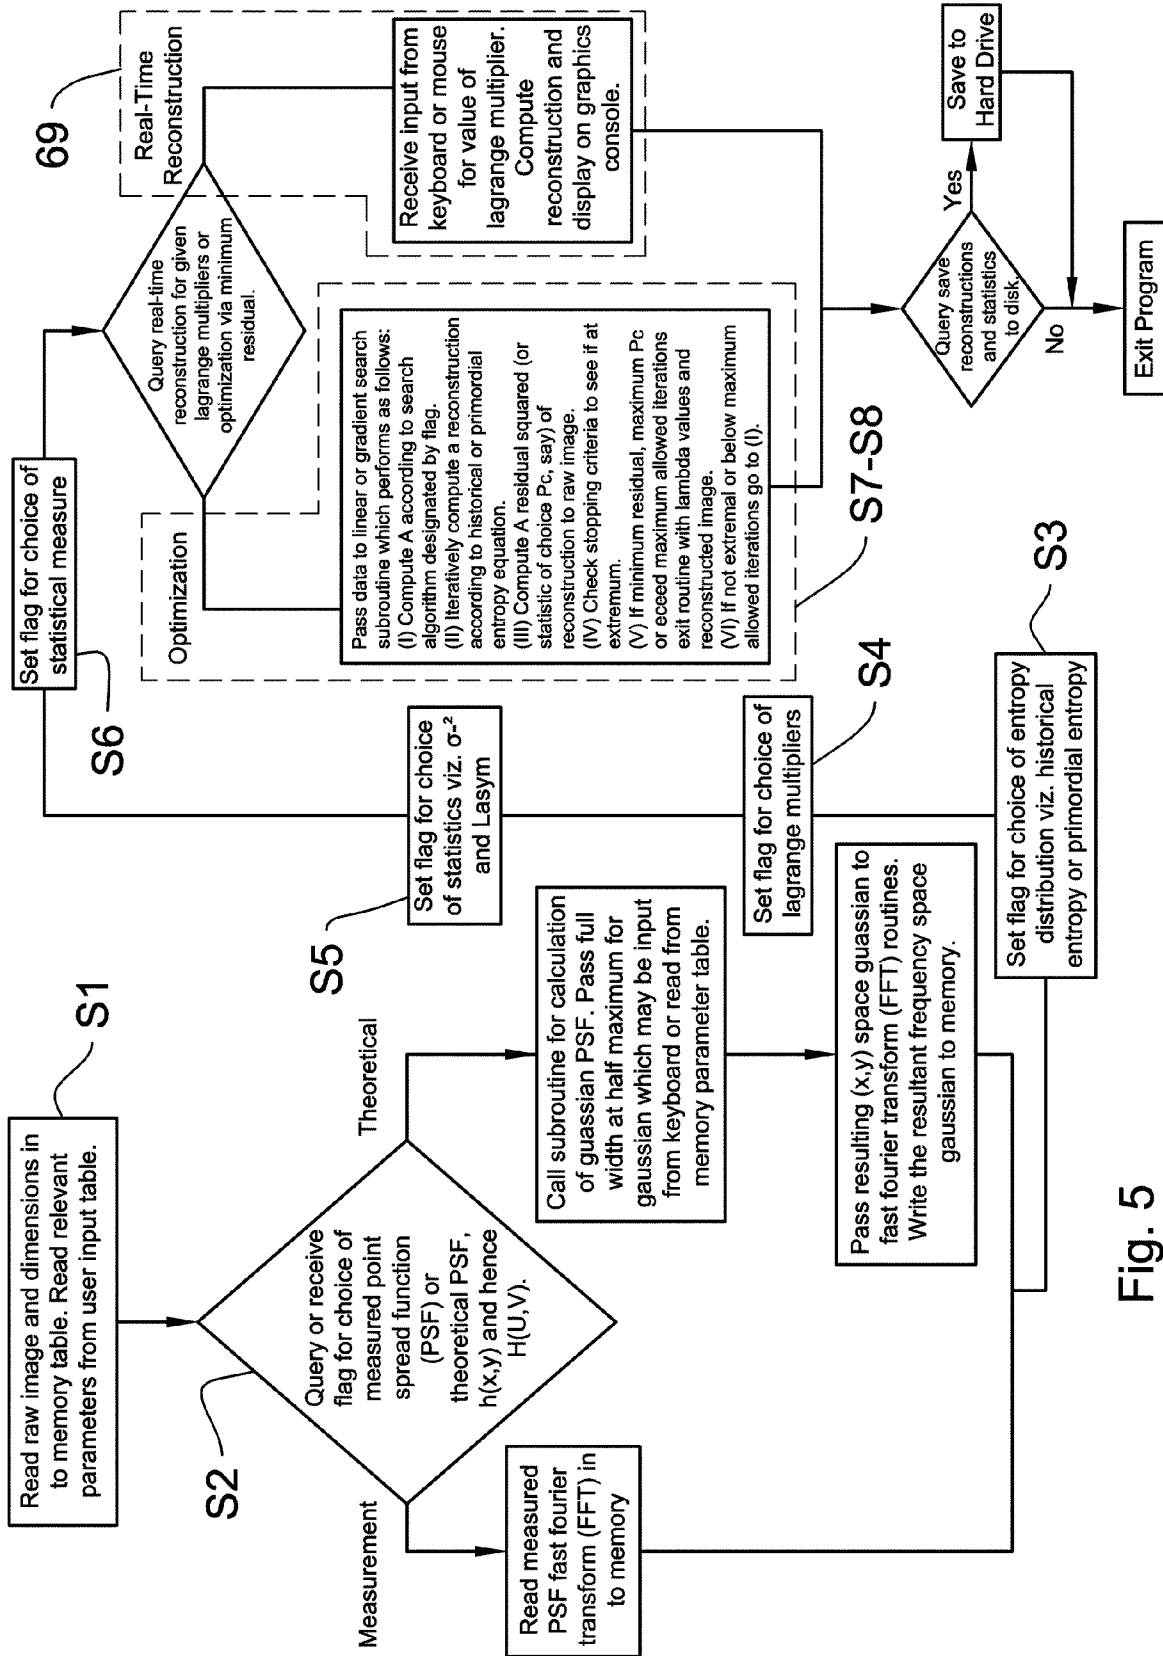 Read raw image and dimensions in
to memory table. Read relevant
parameters from user input table.
S1
Query or receive
flag for choice of
measured point
spread function
(PSF) or
theoretical PSF,
h(x,y) and hence
H(U,V).
S2
Measurement
Theoretical
Read measured
PSF fast fourier
transform (FFT) in
to memory
Call subroutine for calculation
of guassian PSF. Pass full
width at half maximum for
gaussian which may be input
from keyboard or read from
memory parameter table.
Pass resulting (x,y) space guassian to
fast fourier transform (FFT) routines.
Write the resultant frequency space
gaussian to memory.
Set flag for choice of entropy
distribution viz. historical
entropy or primordial entropy
S3
Set flag for choice of
lagrange multipliers
S4
Set flag for choice
of statistics viz. σ-²
and Lasym
S5
Set flag for choice of
statistical measure
S6
Query real-time
reconstruction for given
lagrange multipliers or
optimization via minimum
residual.
Optimization
Pass data to linear or gradient search
subroutine which performs as follows:
(I) Compute A according to search
algorithm designated by flag.
(II) Iteratively compute a reconstruction
according to historical or primordial
entropy equation.
(III) Compute A residual squared (or
statistic of choice Pc, say) of
reconstruction to raw image.
(IV) Check stopping criteria to see if at
extremum.
(V) If minimum residual, maximum Pc
or eceed maximum allowed iterations
exit routine with lambda values and
reconstructed image.
(VI) If not extremal or below maximum
allowed iterations go to (I).
S7-S8
Real-Time
Reconstruction
69
Receive input from
keyboard or mouse
for value of
lagrange multiplier.
Compute
reconstruction and
display on graphics
console.
Query save
reconstructions
and statistics
to disk.
Yes
No
Save to
Hard Drive
Exit Program
Fig. 5